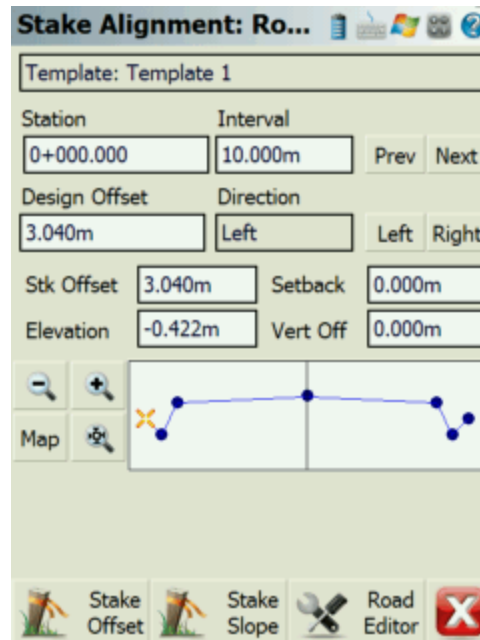 Stake Alignment: Ro...
Template: Template 1
Station Interval
0+000.000 10.000m Prev Next
Design Offset Direction
3.040m Left Left Right
Stk Offset 3.040m Setback 0.000m
Elevation -0.422m Vert Off 0.000m
Map
Stake Offset
Stake Slope
Road Editor